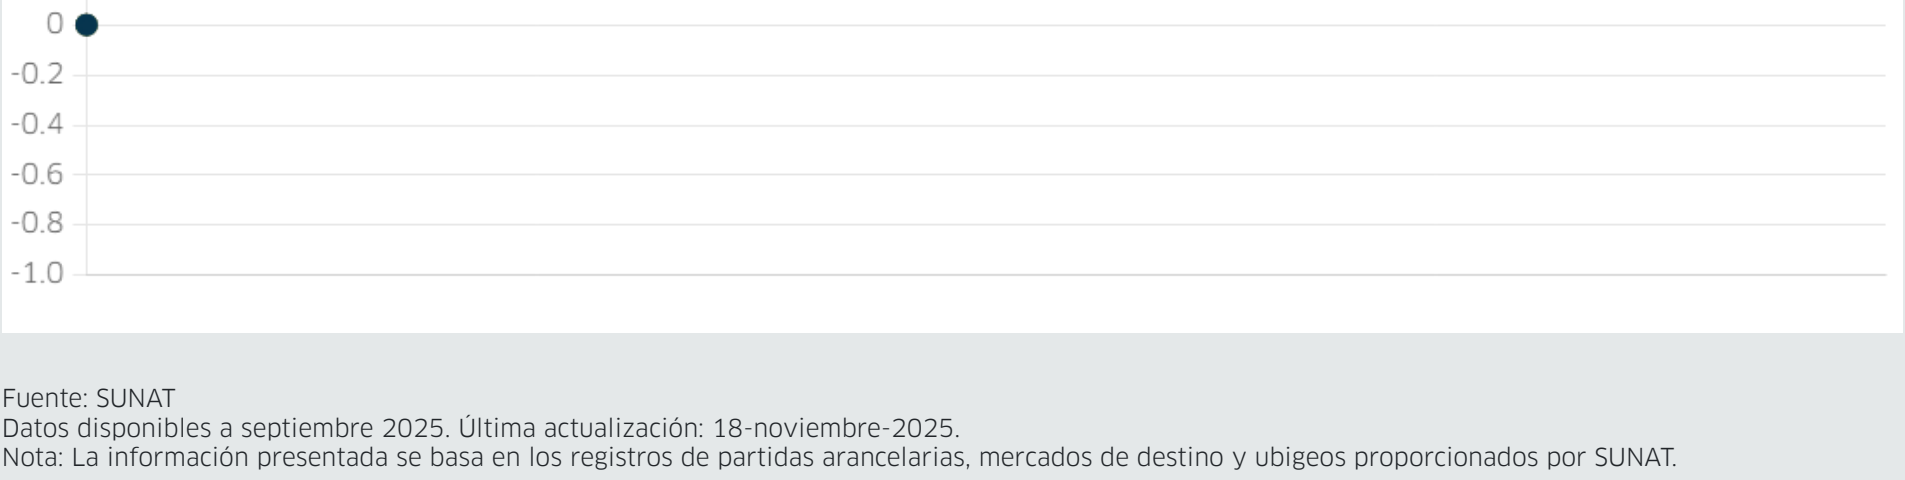 0
-0.2
-0.4
-0.6
-0.8
-1.0
Fuente: SUNAT
Datos disponibles a septiembre 2025. Última actualización: 18-noviembre-2025.
Nota: La información presentada se basa en los registros de partidas arancelarias, mercados de destino y ubigeos proporcionados por SUNAT.